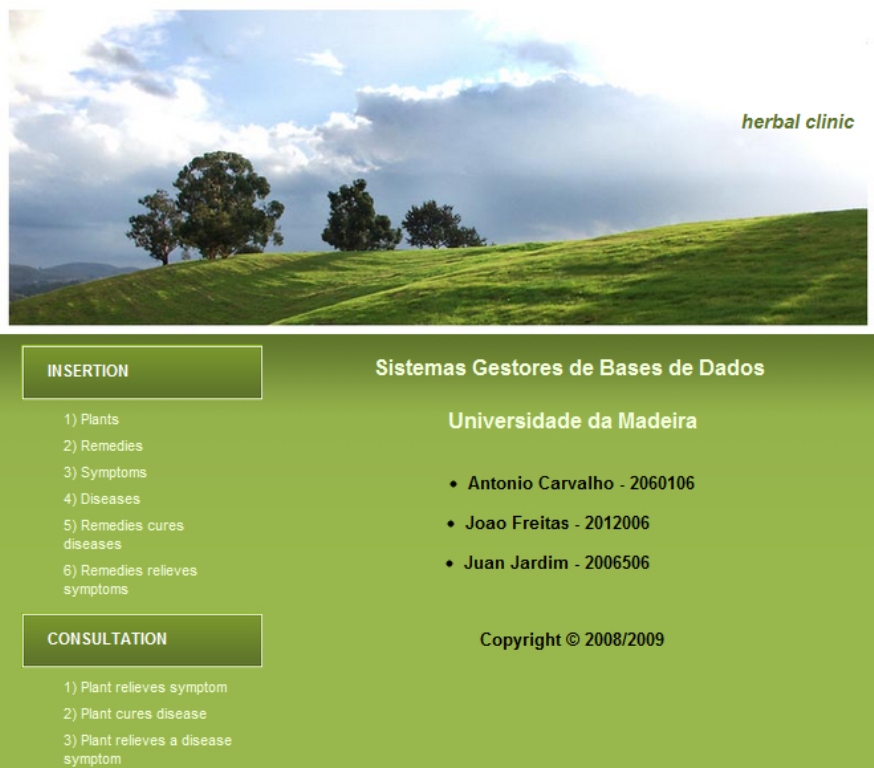 herbal clinic
INSERTION
1) Plants
2) Remedies
3) Symptoms
4) Diseases
5) Remedies cures
diseases
6) Remedies relieves
symptoms
CONSULTATION
1) Plant relieves symptom
2) Plant cures disease
3) Plant relieves a disease
symptom
Sistemas Gestores de Bases de Dados
Universidade da Madeira
• Antonio Carvalho - 2060106
• Joao Freitas - 2012006
• Juan Jardim - 2006506
Copyright © 2008/2009